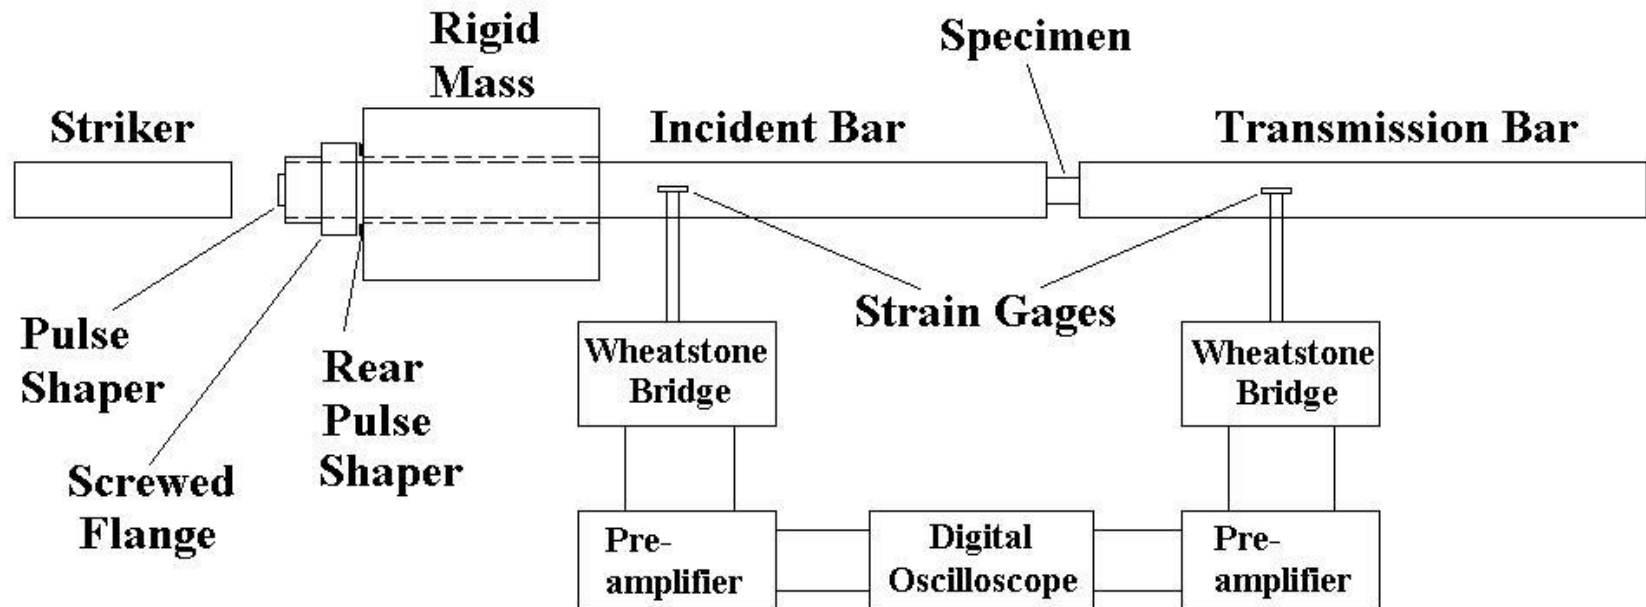 Rigid
Mass
Specimen
Striker
Incident Bar
Transmission Bar
Pulse
Shaper
Rear
Pulse
Shaper
Screwed
Flange
Strain Gages
Wheatstone
Bridge
Wheatstone
Bridge
Pre-
amplifier
Digital
Oscilloscope
Pre-
amplifier